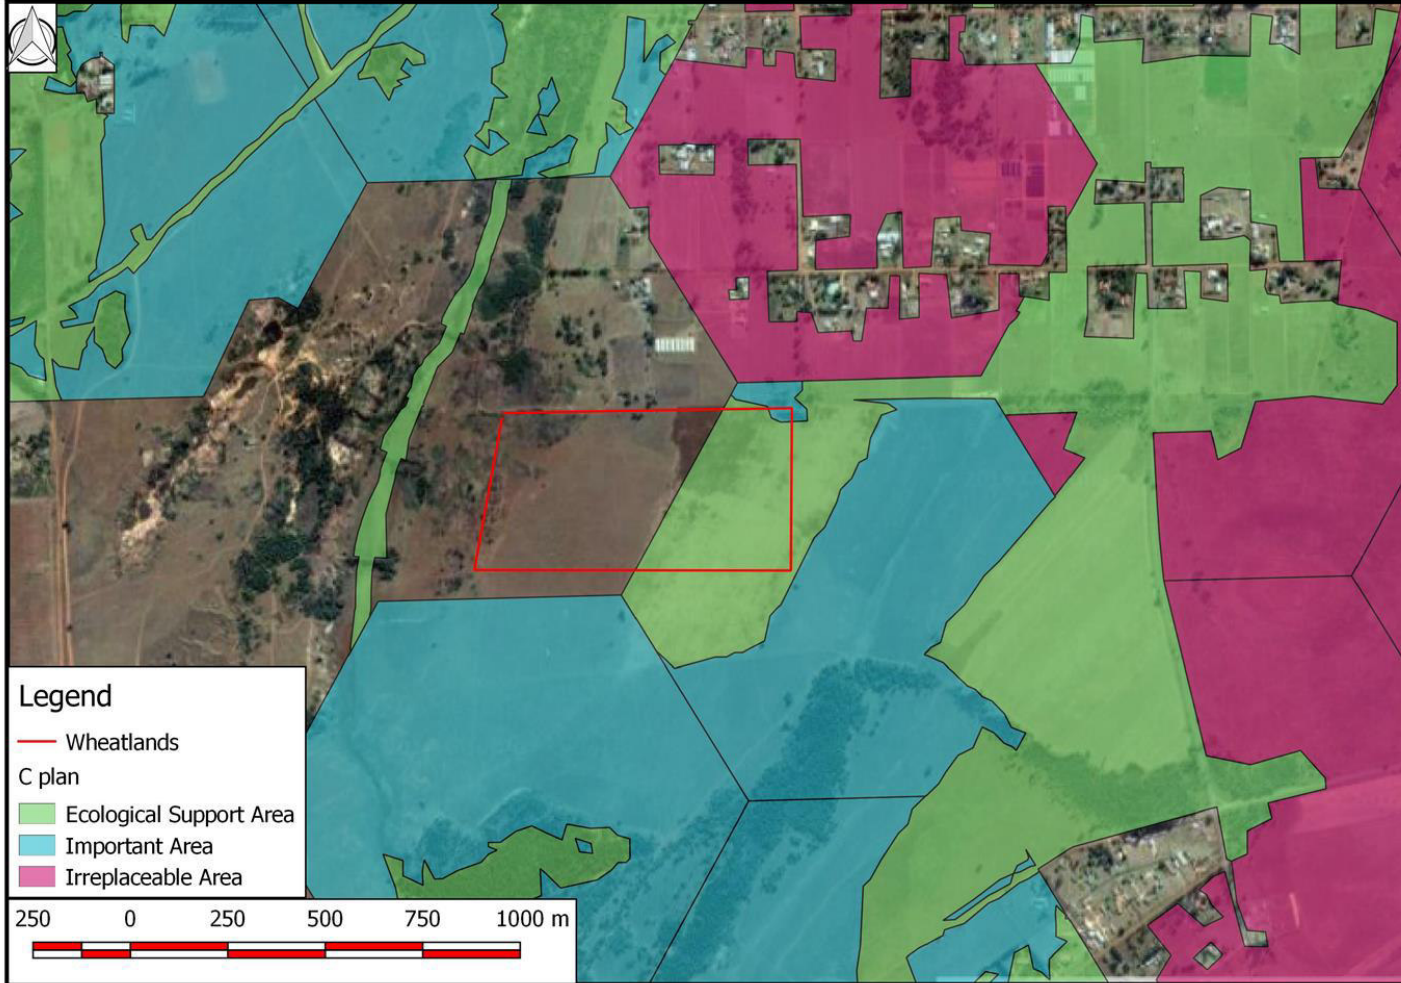 Legend
Wheatlands
C plan
Ecological Support Area
Important Area
Irreplaceable Area
250 0 250 500 750 1000 m